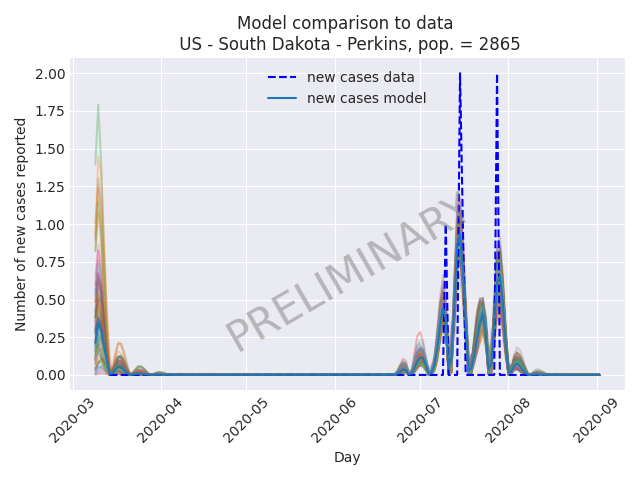 Model comparison to data
US - South Dakota - Perkins, pop. = 2865
new cases data
new cases model
Number of new cases reported
2.00
1.75
1.50
1.25
1.00
0.75
0.50
0.25
0.00
PRELIMINARY
2020-03
2020-04
2020-05
2020-06
2020-07
2020-08
2020-09
Day